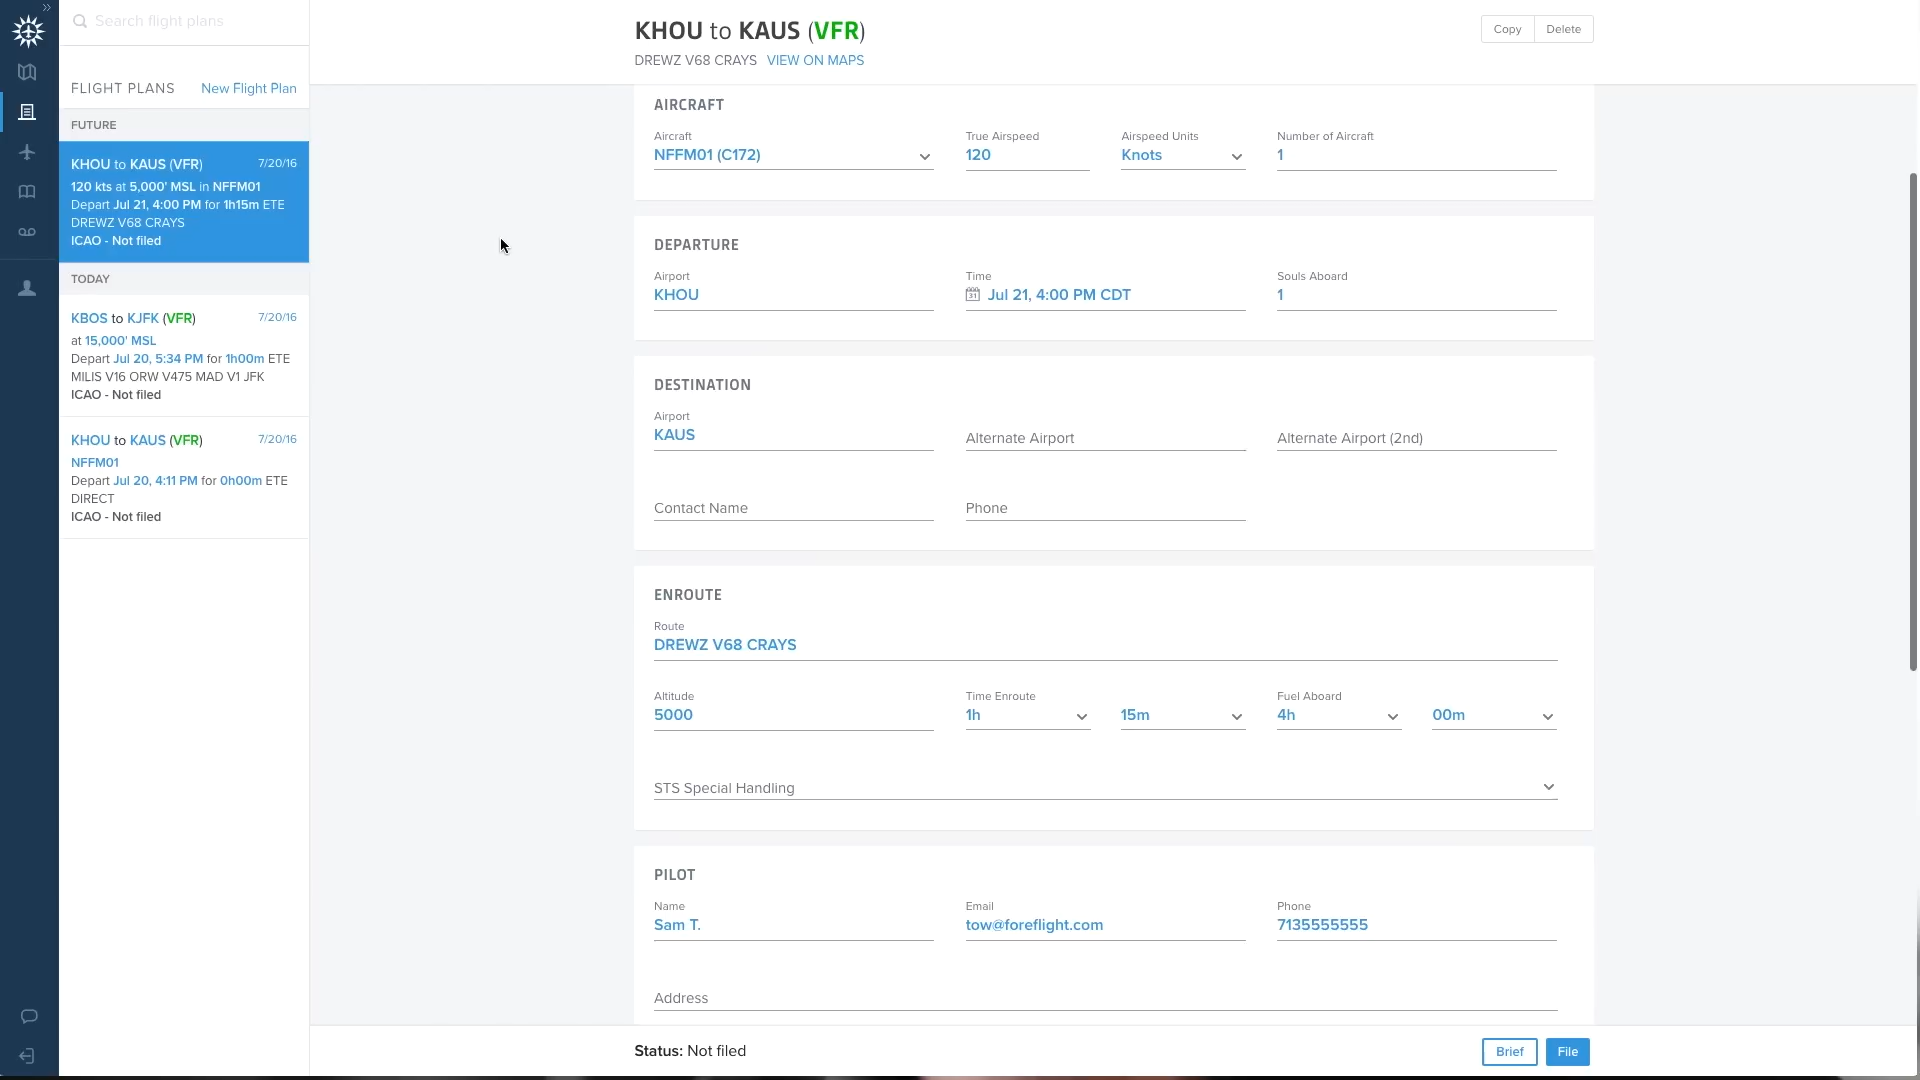 Search flight plans
FLIGHT PLANS New Flight Plan
FUTURE
KHOU to KAUS (VFR) 7/20/16
120 kts at 5,000' MSL in NFFM01
Depart Jul 21, 4:00 PM for 1h15m ETE
DREWZ V68 CRAYS
ICAO - Not filed
TODAY
KBOS to KJFK (VFR) 7/20/16
at 15,000' MSL
Depart Jul 20, 5:34 PM for 1h00m ETE
MILIS V16 ORW V475 MAD V1 JFK
ICAO - Not filed
KHOU to KAUS (VFR) 7/20/16
NFFM01
Depart Jul 20, 4:11 PM for 0h00m ETE
DIRECT
ICAO - Not filed
KHOU to KAUS (VFR)
DREWZ V68 CRAYS VIEW ON MAPS
Copy Delete
AIRCRAFT
Aircraft True Airspeed Airspeed Units Number of Aircraft
NFFM01 (C172) 120 Knots 1
DEPARTURE
Airport Time Souls Aboard
KHOU 31 Jul 21, 4:00 PM CDT 1
DESTINATION
Airport
KAUS Alternate Airport Alternate Airport (2nd)
Contact Name Phone
ENROUTE
Route
DREWZ V68 CRAYS
Altitude Time Enroute Fuel Aboard
5000 1h 15m 4h 00m
STS Special Handling
PILOT
Name Email Phone
Sam T. tow@foreflight.com 7135555555
Address
Status: Not filed Brief File